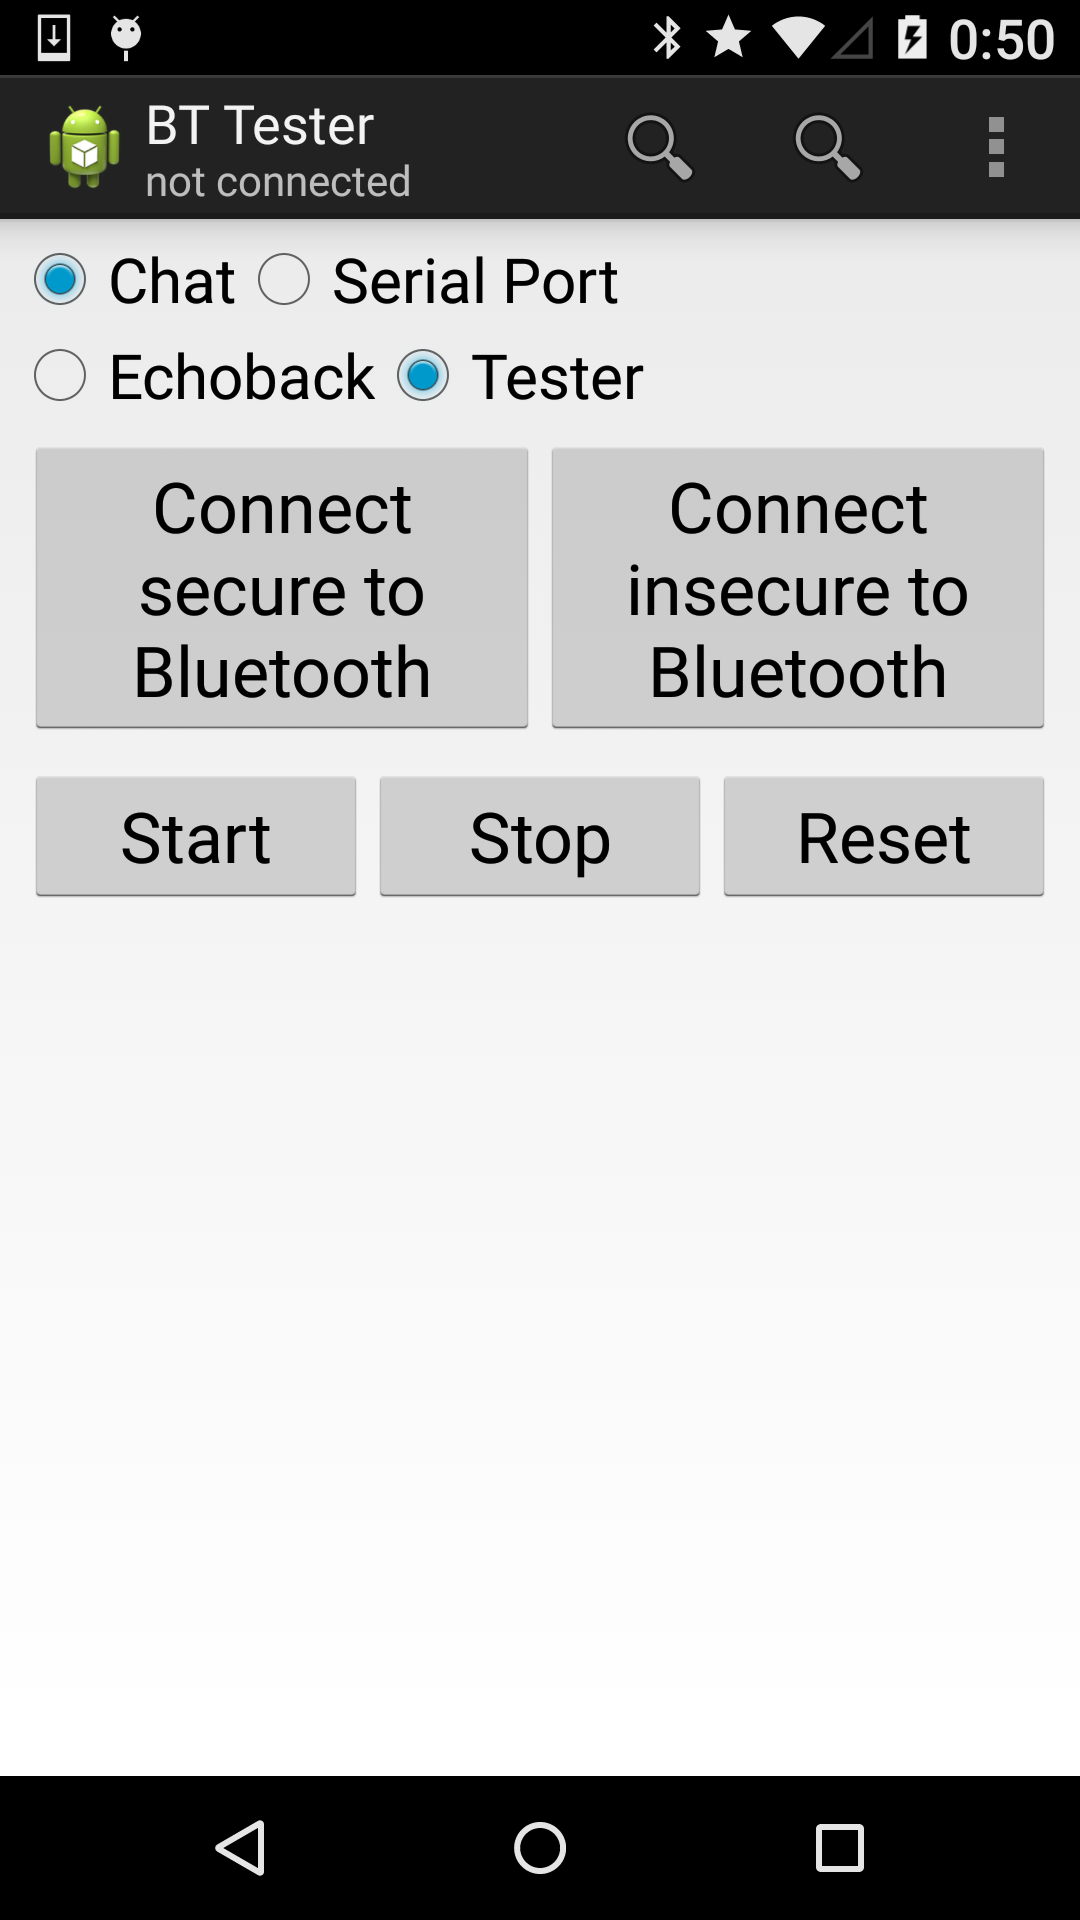 0:50
BT Tester
not connected
Chat Serial Port
Echoback Tester
Connect
secure to
Bluetooth
Connect
insecure to
Bluetooth
Start Stop Reset